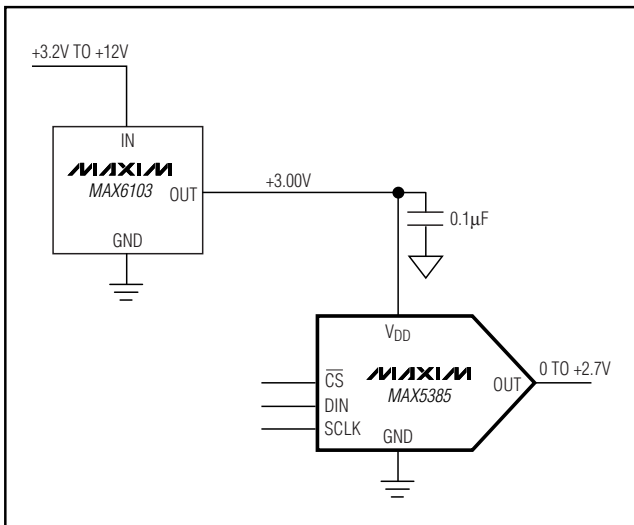 +3.2V TO +12V
IN
MAXIM
MAX6103
OUT
GND
+3.00V
0.1µF
VDD
CS
DIN
SCLK
MAXIM
MAX5385
OUT
GND
0 TO +2.7V